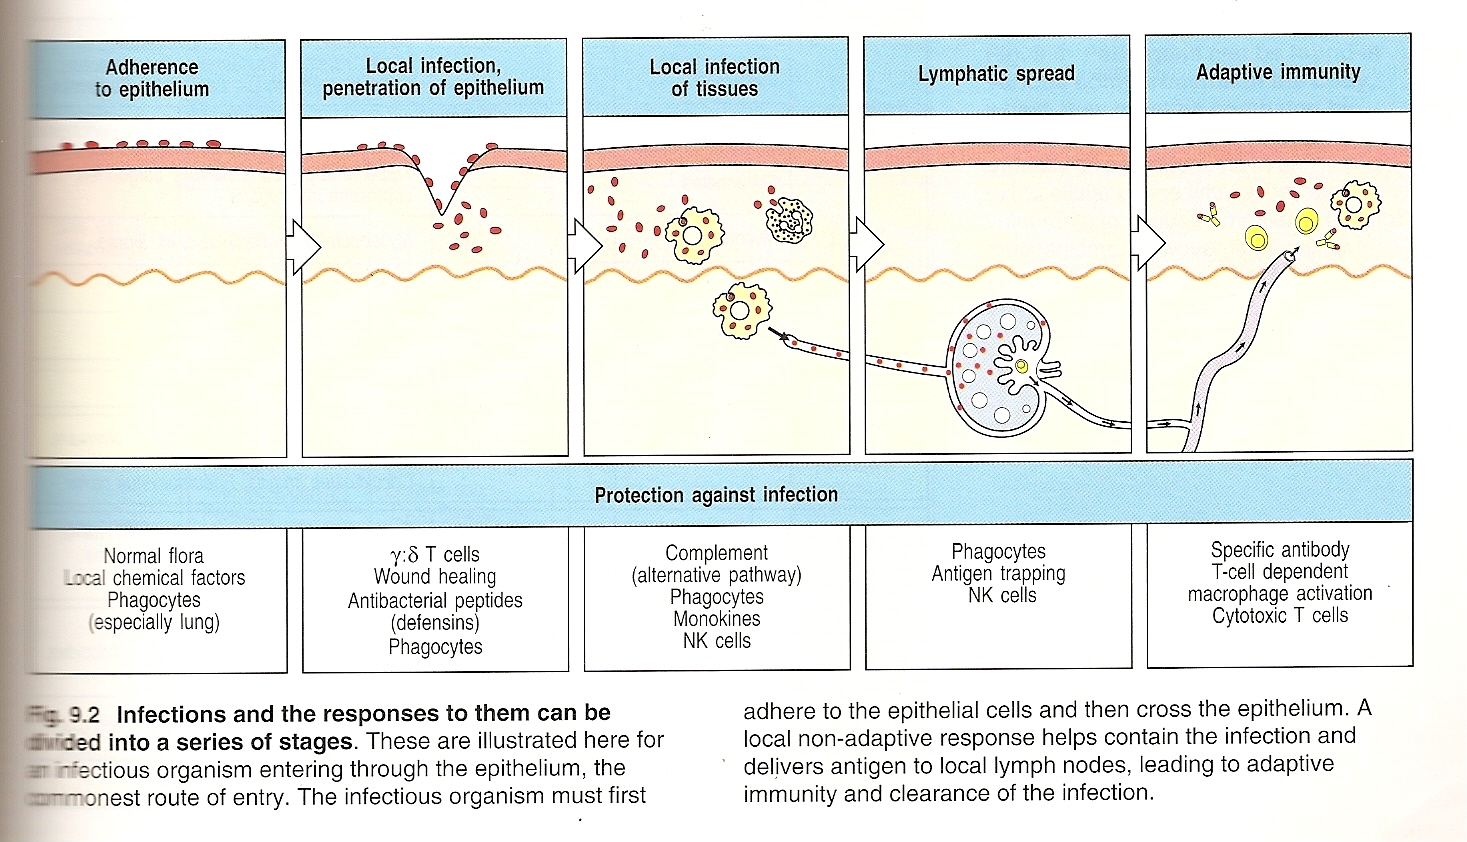 Adherence
to epithelium
Local infection,
penetration of epithelium
Local infection
of tissues
Lymphatic spread
Adaptive immunity
Protection against infection
Normal flora
Local chemical factors
Phagocytes
(especially lung)
γ:δ T cells
Wound healing
Antibacterial peptides
(defensins)
Phagocytes
Complement
(alternative pathway)
Phagocytes
Monokines
NK cells
Phagocytes
Antigen trapping
NK cells
Specific antibody
T-cell dependent
macrophage activation
Cytotoxic T cells
Fig. 9.2 Infections and the responses to them can be
divided into a series of stages. These are illustrated here for
an infectious organism entering through the epithelium, the
commonest route of entry. The infectious organism must first
adhere to the epithelial cells and then cross the epithelium. A
local non-adaptive response helps contain the infection and
delivers antigen to local lymph nodes, leading to adaptive
immunity and clearance of the infection.